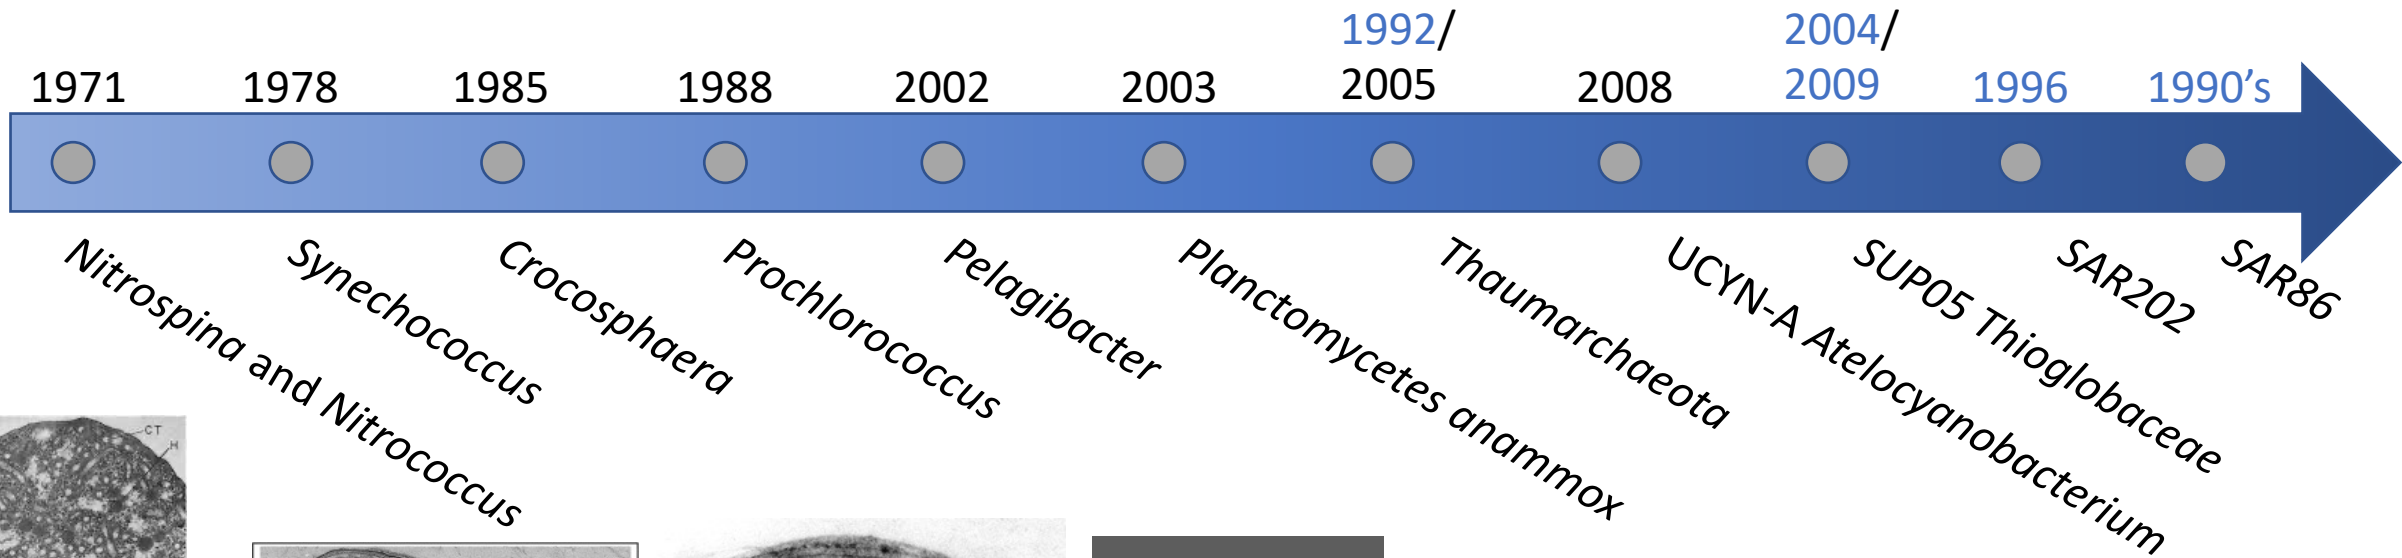 1992/
2004/
1971
1978
1985
1988
2002
2003
2005
2008
2009
1996
1990’s
Nitrospina and Nitrococcus
Synechococcus
Crocosphaera
Prochlorococcus
Pelagibacter
Planctomycetes anammox
Thaumarchaeota
UCYN-A Atelocyanobacterium
SUP05 Thioglobaceae
SAR202
SAR86
CT
H